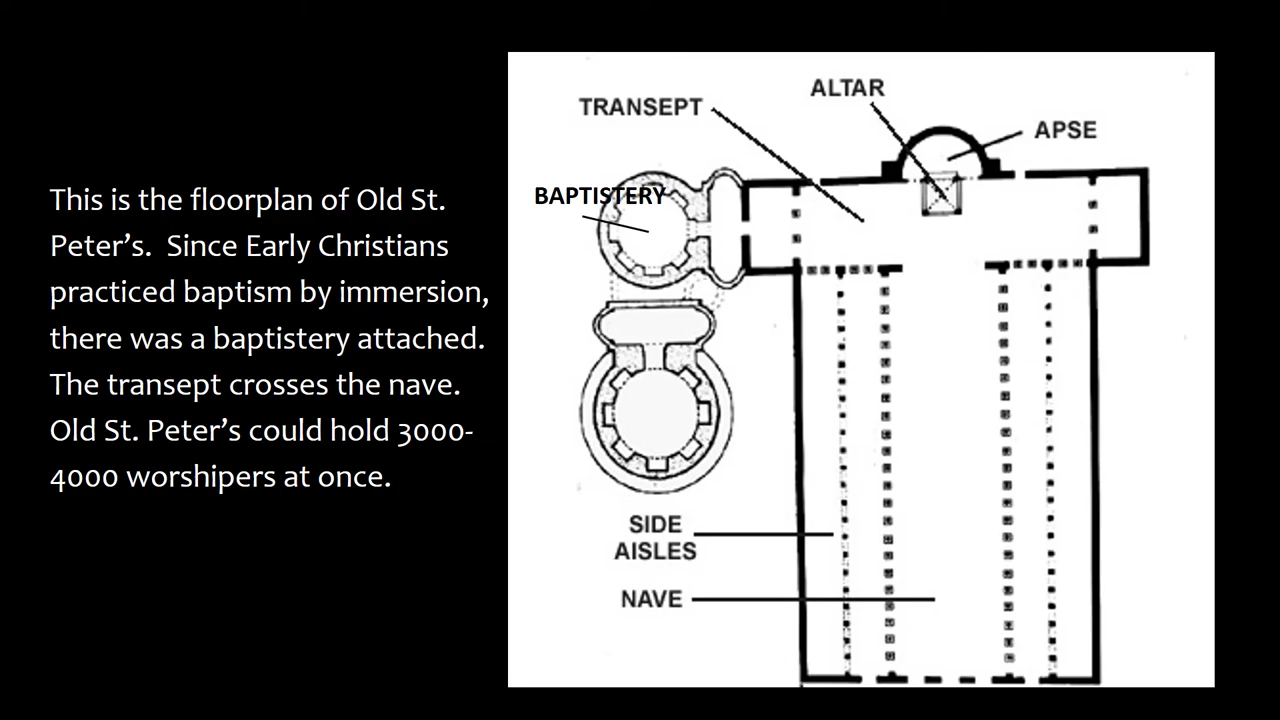 This is the floorplan of Old St.
Peter’s.  Since Early Christians
practiced baptism by immersion,
there was a baptistery attached.
The transept crosses the nave.
Old St. Peter’s could hold 3000-
4000 worshipers at once.
ALTAR
TRANSEPT
APSE
BAPTISTERY
SIDE
AISLES
NAVE